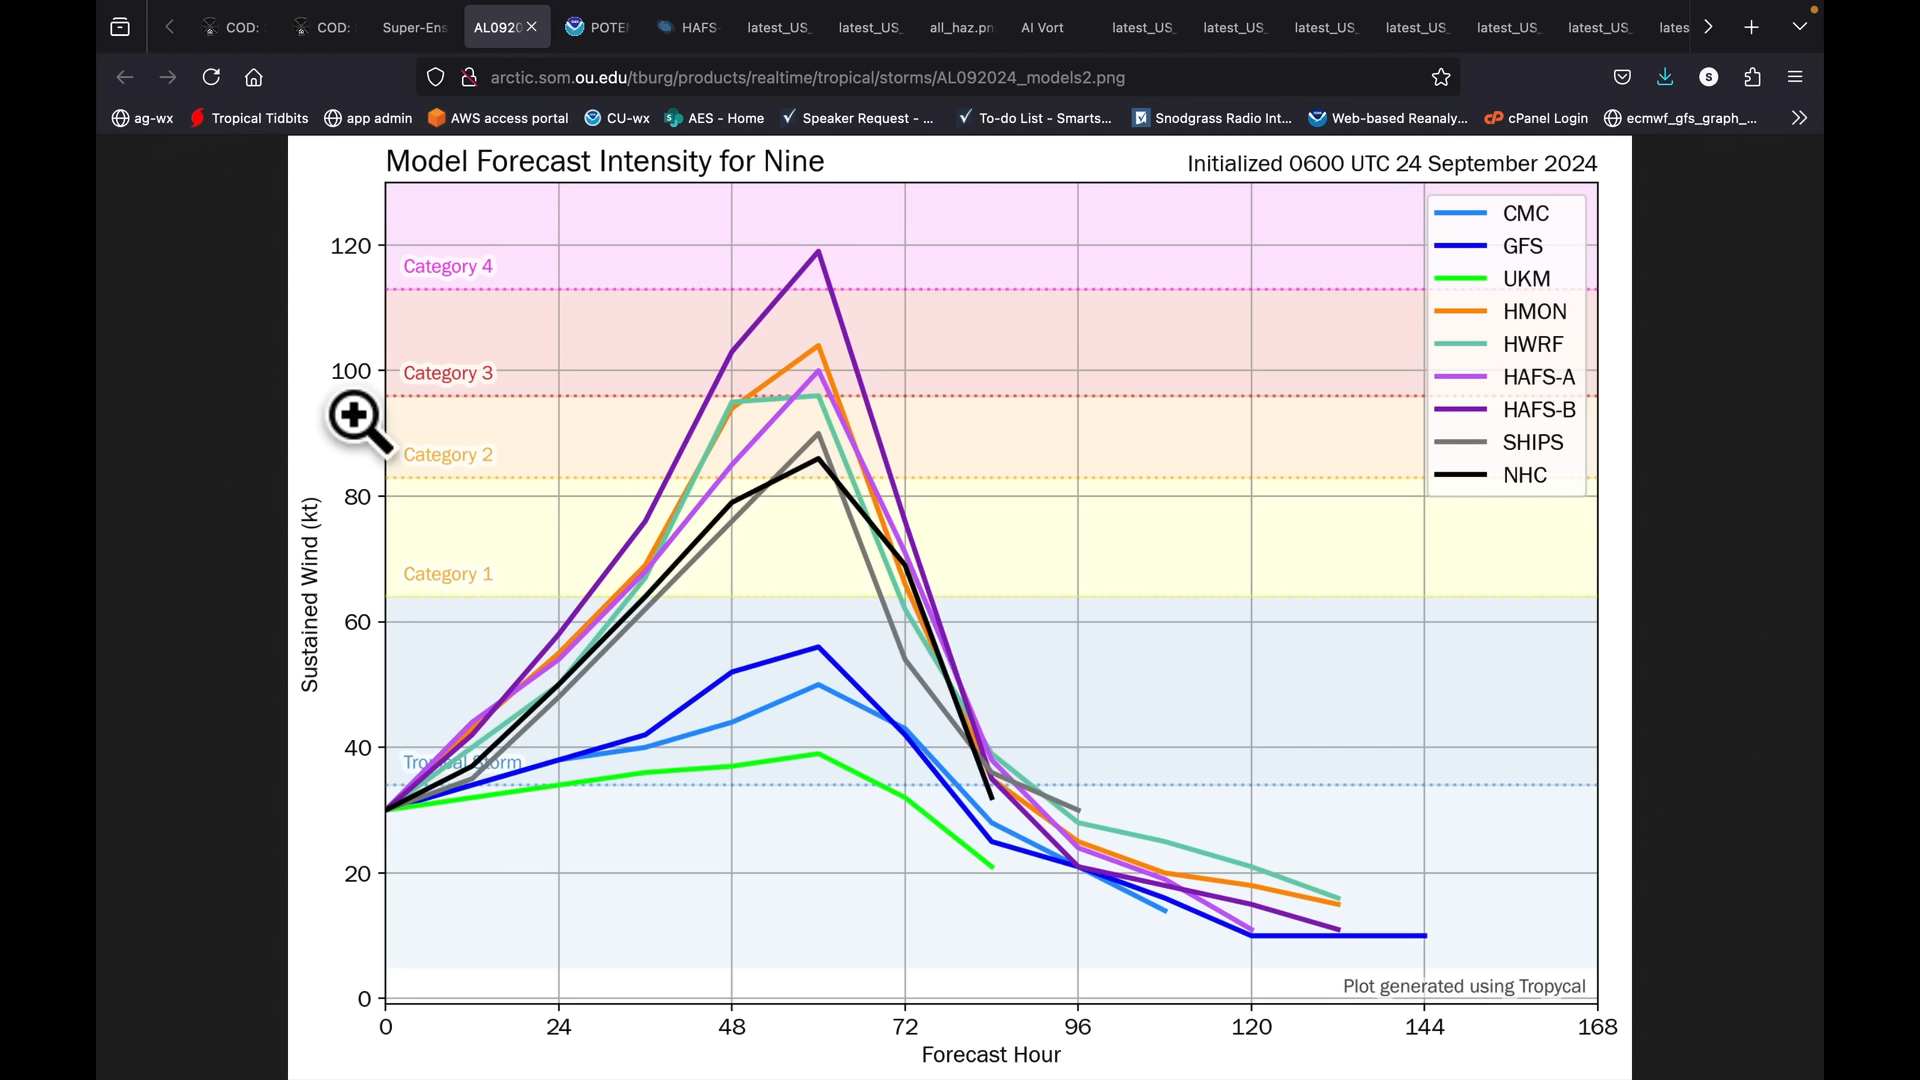 COD:
COD:
Super-Ens
AL0920
POTEN
HAFS-
latest_US_
latest_US_
all_haz.pn
AI Vort
latest_US_
latest_US_
latest_US_
latest_US_
latest_US_
latest_US_
lates
arctic.som.ou.edu/tburg/products/realtime/tropical/storms/AL092024_models2.png
S
ag-wx
Tropical Tidbits
app admin
AWS access portal
CU-wx
AES - Home
Speaker Request - ...
To-do List - Smarts...
Snodgrass Radio Int...
Web-based Reanaly...
cPanel Login
ecmwf_gfs_graph_...
Model Forecast Intensity for Nine
Initialized 0600 UTC 24 September 2024
CMC
GFS
UKM
HMON
HWRF
HAFS-A
HAFS-B
SHIPS
NHC
Category 4
Category 3
Category 2
Category 1
Tropical Storm
120
100
80
60
40
20
0
Sustained Wind (kt)
Plot generated using Tropycal
0 24 48 72 96 120 144 168
Forecast Hour